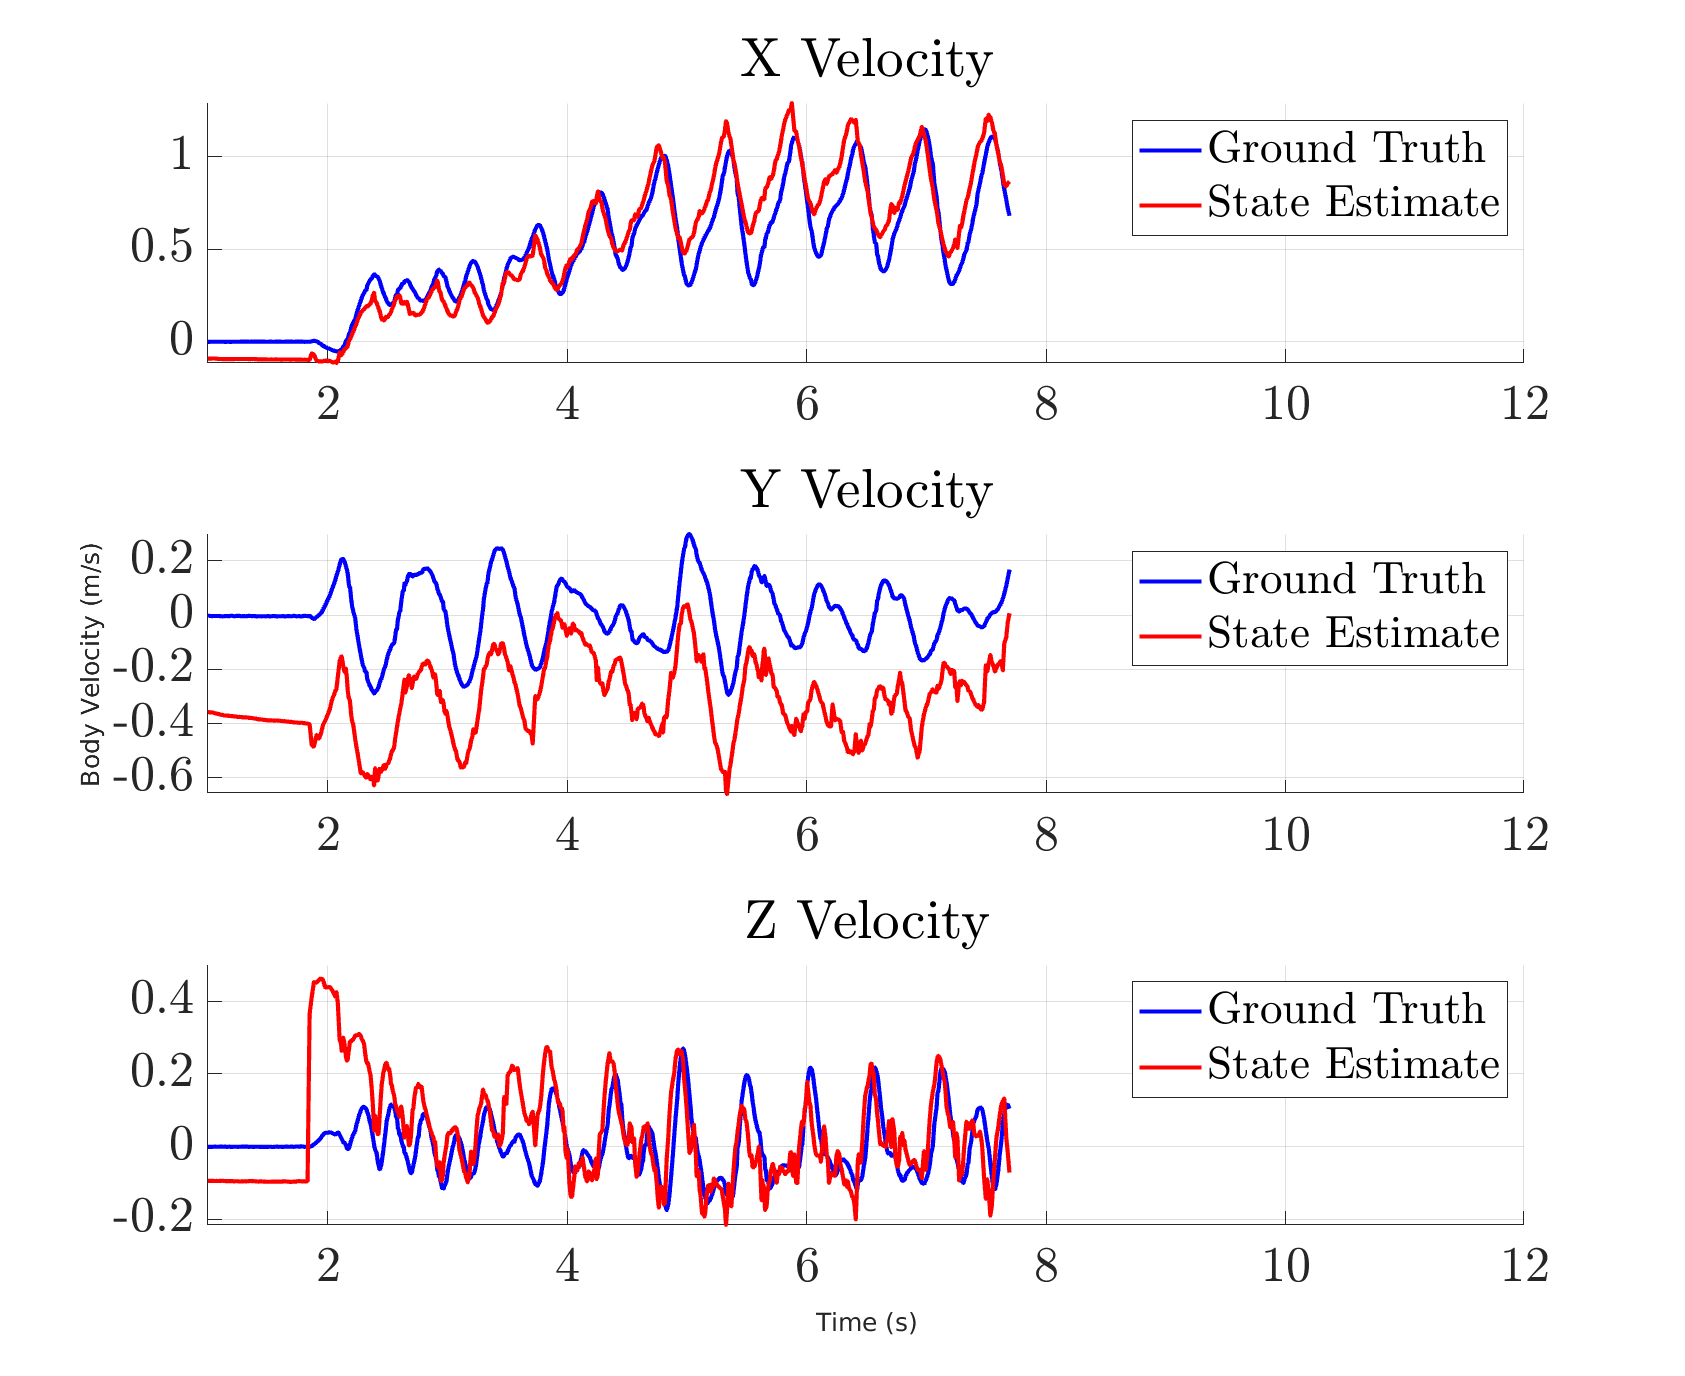 X Velocity
1
0.5
0
2 4 6 8 10 12
Ground Truth
State Estimate
Y Velocity
Body Velocity (m/s)
0.2
0
-0.2
-0.4
-0.6
2 4 6 8 10 12
Ground Truth
State Estimate
Z Velocity
0.4
0.2
0
-0.2
2 4 6 8 10 12
Ground Truth
State Estimate
Time (s)